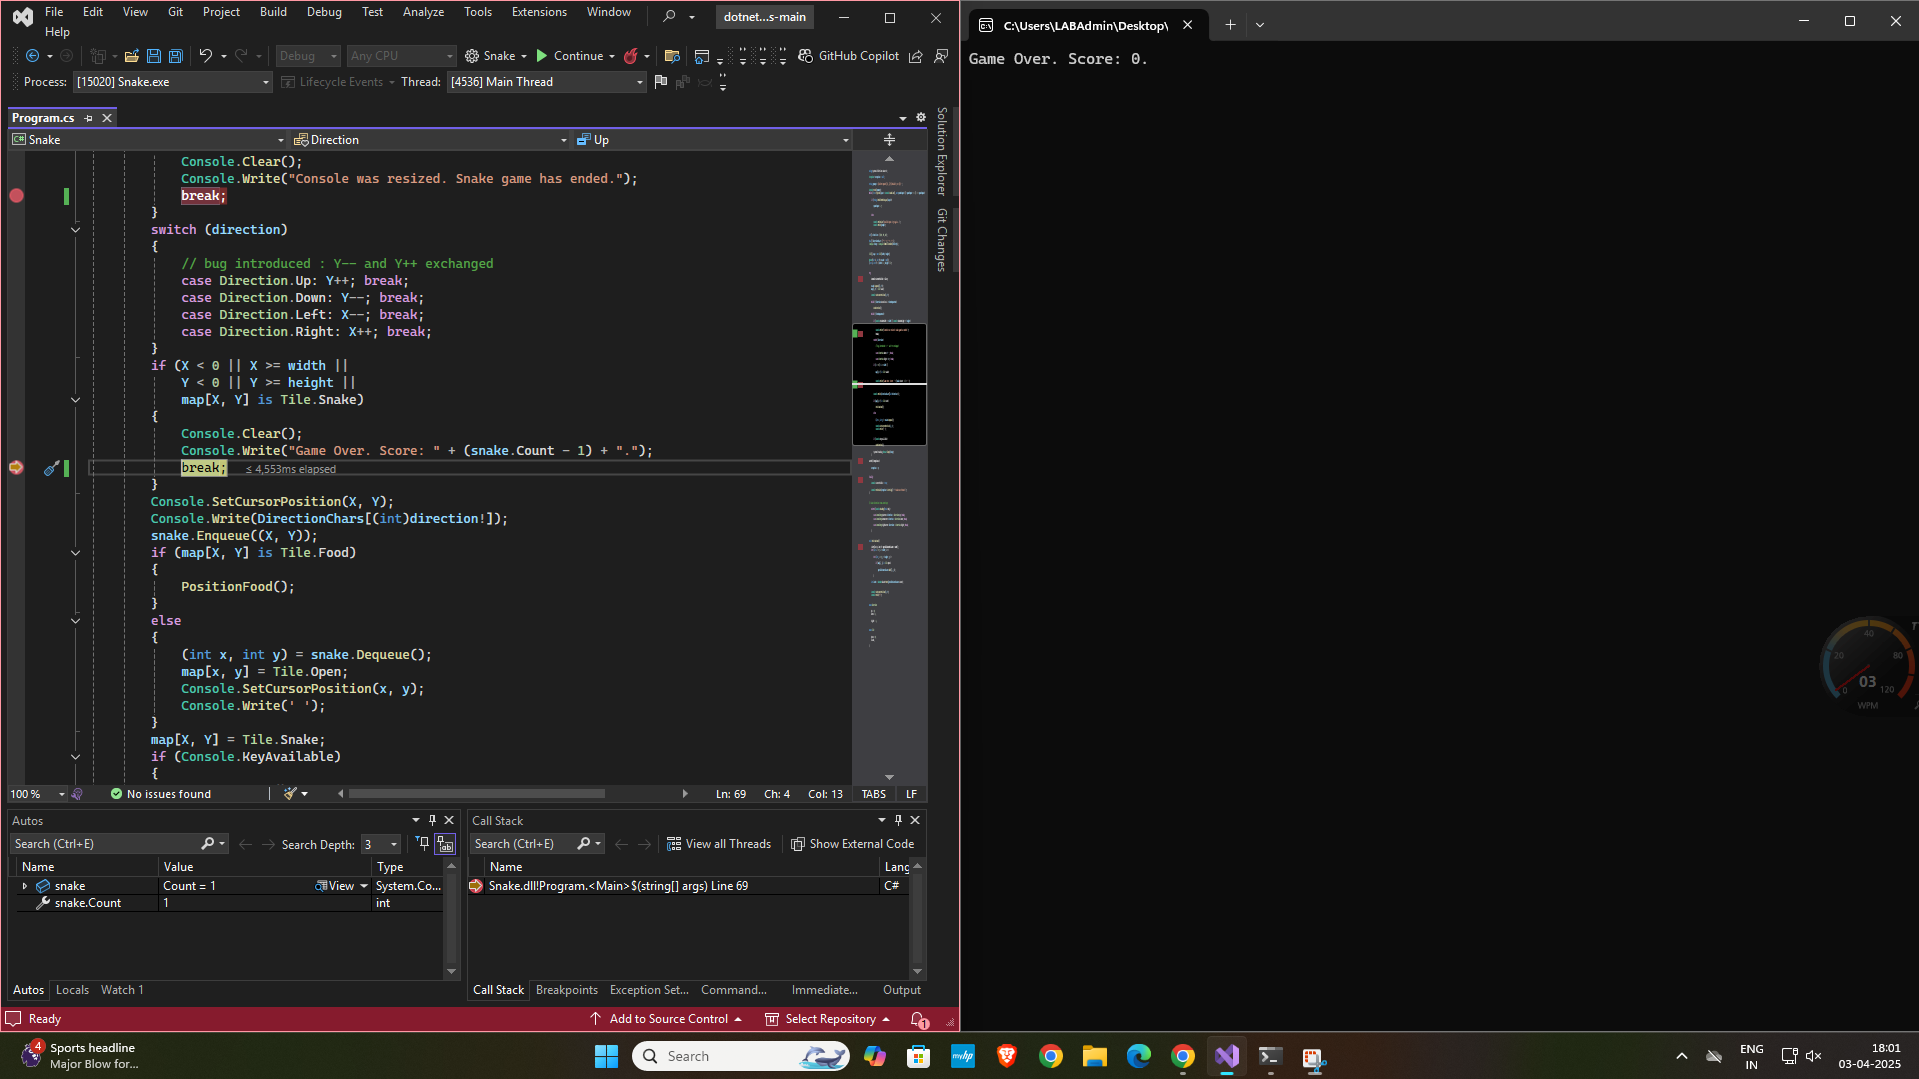 File Edit View Git Project Build Debug Test Analyze Tools Extensions Window dotnet...s-main
Help
Debug Any CPU Snake Continue GitHub Copilot
Process: [15020] Snake.exe Lifecycle Events Thread: [4536] Main Thread
Program.cs
Snake Direction Up
Console.Clear();
Console.Write("Console was resized. Snake game has ended.");
break;
}
switch (direction)
{
// bug introduced : Y-- and Y++ exchanged
case Direction.Up: Y++; break;
case Direction.Down: Y--; break;
case Direction.Left: X--; break;
case Direction.Right: X++; break;
}
if (X < 0 || X >= width ||
Y < 0 || Y >= height ||
map[X, Y] is Tile.Snake)
{
Console.Clear();
Console.Write("Game Over. Score: " + (snake.Count - 1) + ".");
break; ≤ 4,553ms elapsed
}
Console.SetCursorPosition(X, Y);
Console.Write(DirectionChars[(int)direction!]);
snake.Enqueue((X, Y));
if (map[X, Y] is Tile.Food)
{
PositionFood();
}
else
{
(int x, int y) = snake.Dequeue();
map[x, y] = Tile.Open;
Console.SetCursorPosition(x, y);
Console.Write(' ');
}
map[X, Y] = Tile.Snake;
if (Console.KeyAvailable)
{
100 % No issues found Ln: 69 Ch: 4 Col: 13 TABS LF
Solution Explorer
Git Changes
Autos
Search (Ctrl+E) Search Depth: 3
Name Value Type
snake Count = 1 View System.Co...
snake.Count 1 int
Autos Locals Watch 1
Call Stack
Search (Ctrl+E) View all Threads Show External Code
Name Lang
Snake.dll!Program.<Main>$(string[] args) Line 69 C#
Call Stack Breakpoints Exception Set... Command... Immediate... Output
Ready Add to Source Control Select Repository 1
C:\Users\LABAdmin\Desktop\
Game Over. Score: 0.
40
20 80
03
0 120
WPM
4
Sports headline
Major Blow for...
Search
myhp
ENG
IN
18:01
03-04-2025